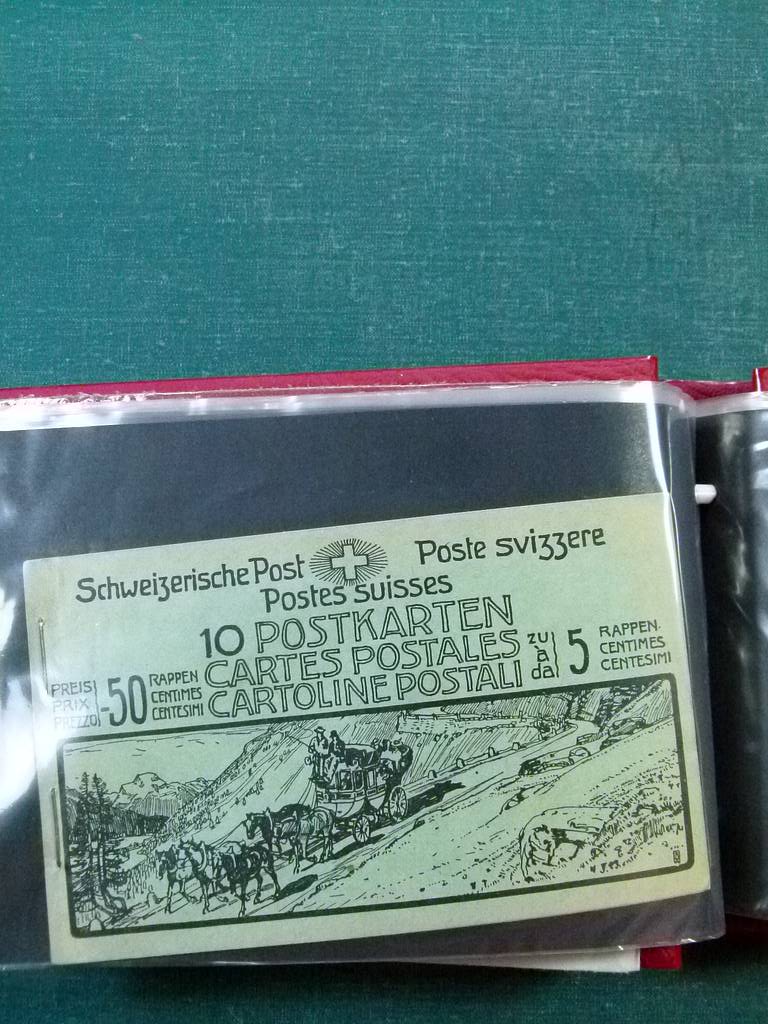 Schweizerische Post Poste svizzere
Postes suisses
10 POSTKARTEN
CARTES POSTALES
CARTOLINE POSTALI
PREIS
PRIX
PREZZO
-50
RAPPEN
CENTIMES
CENTESIMI
zu
à
da
5
RAPPEN.
CENTIMES
CENTESIMI